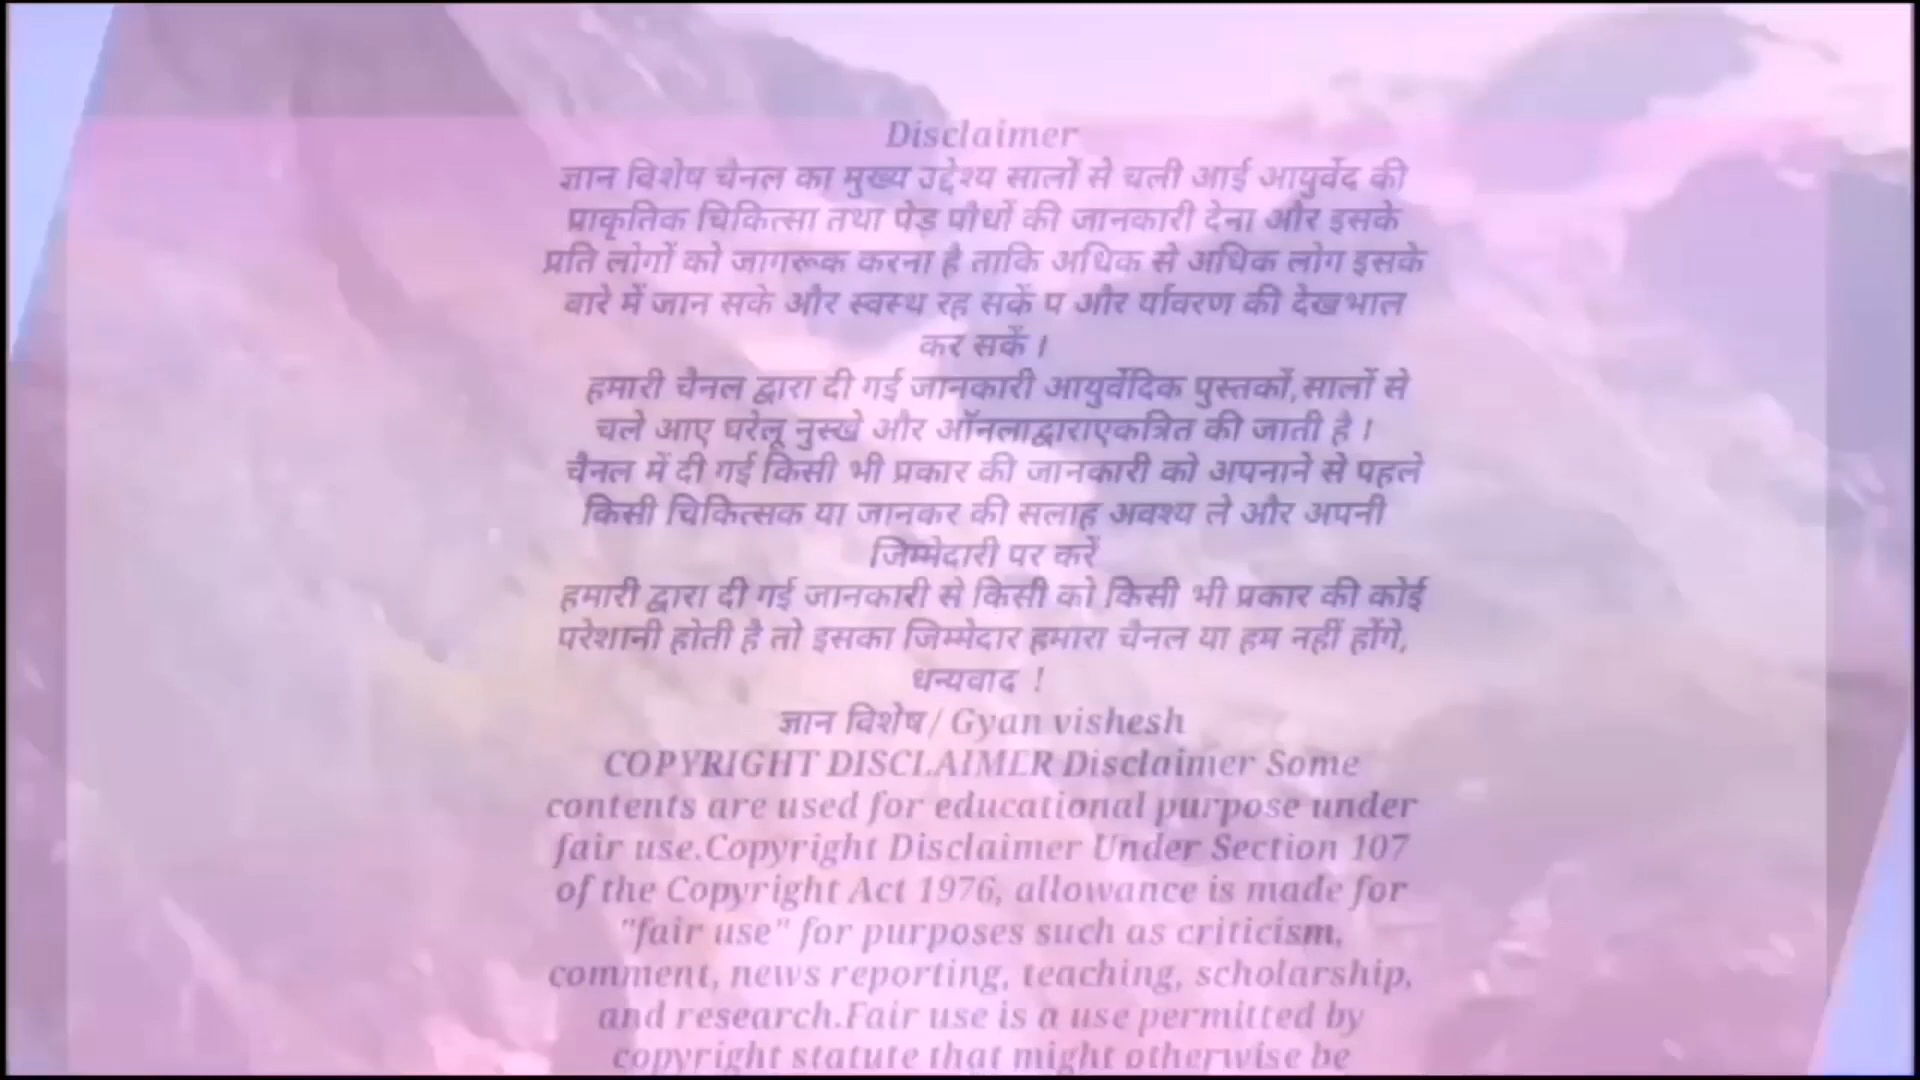 Disclaimer
ज्ञान विशेष चैनल का मुख्य उद्देश्य सालों से चली आई आयुर्वेद की
प्राकृतिक चिकित्सा तथा पेड पौधों की जानकारी देना और इसके
प्रति लोगों को जागरूक करना है ताकि अधिक से अधिक लोग इसके
वारे में जान सके और स्वस्थ रह सकें प और र्यावरण की देखभाल
कर सकें ।
हमारी चैनल द्वारा दी गई जानकारी आयुर्वेदिक पुस्तकों,सालों से
चले आए घरेलू नुस्खे और ऑनलाद्वाराएकत्रित की जाती है ।
चैनल में दी गई किसी भी प्रकार की जानकारी को अपनाने से पहले
किसी चिकित्सक या जानकर की सलाह अवश्य ले और अपनी
जिम्मेदारी पर करें
हमारी द्वारा दी गई जानकारी से किसी को किसी भी प्रकार की कोई
परेशानी होती है तो इसका जिम्मेदार हमारा चैनल या हम नहीं होंगे,
धन्यवाद !
ज्ञान विशेष/ Gyan vishesh
COPYRIGHT DISCLAIMER Disclaimer Some
contents are used for educational purpose under
fair use.Copyright Disclaimer Under Section 107
of the Copyright Act 1976, allowance is made for
"fair use" for purposes such as criticism,
comment, news reporting, teaching, scholarship,
and research.Fair use is a use permitted by
copyright statute that might otherwise be